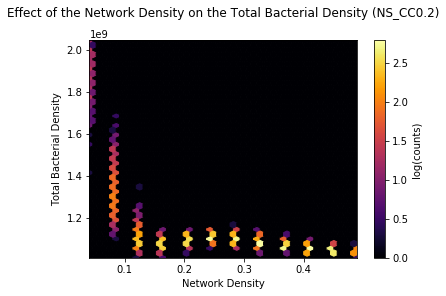 Effect of the Network Density on the Total Bacterial Density (NS_CC0.2)
1e9
2.0
1.8
1.6
1.4
1.2
Total Bacterial Density
0.1 0.2 0.3 0.4
Network Density
2.5
2.0
1.5
1.0
0.5
0.0
log(counts)